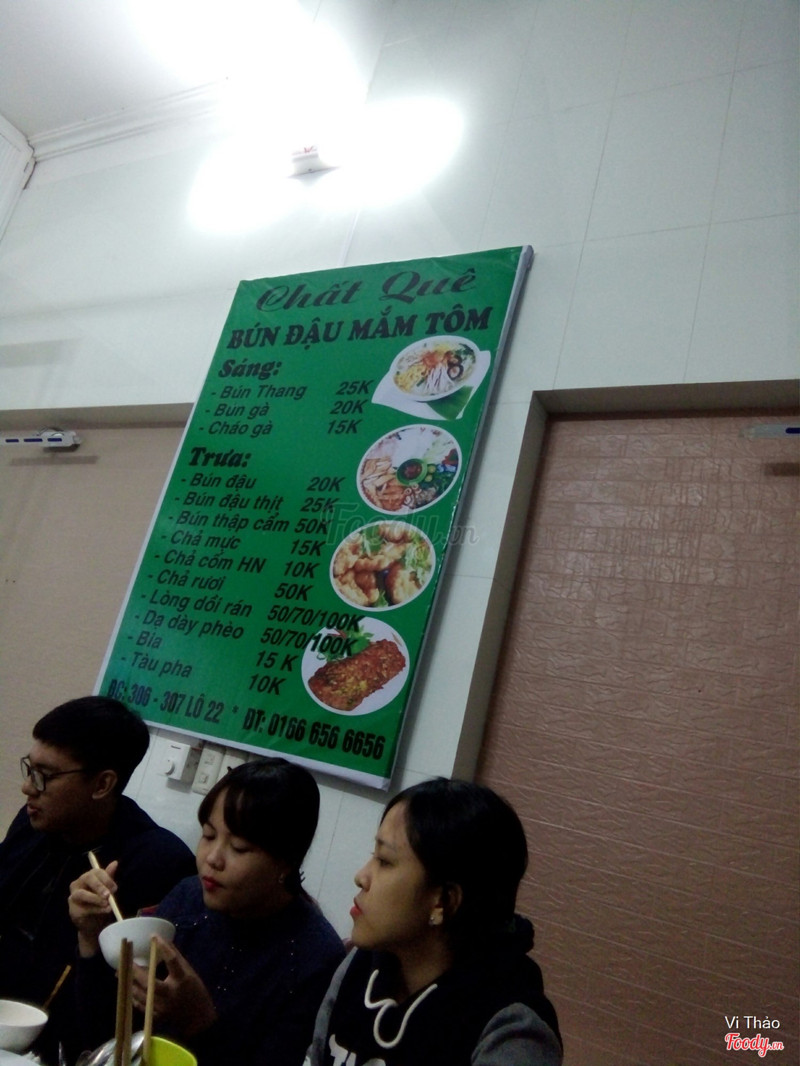 Chất Quê
BÚN ĐẬU MẮM TÔM
Sáng:
- Bún Thang 25K
- Bún gà 20K
- Cháo gà 15K
Trưa:
- Bún đậu 20K
- Bún đậu thịt 25K
- Bún thập cẩm 50K
- Chả mực 15K
- Chả cốm HN 10K
- Chả rươi 50K
- Lòng dồi rán 50/70/100K
- Dạ dày phèo 50/70/100K
- Bia 15 K
- Tàu pha 10K
ĐC: 306 - 307 LÔ 22 * ĐT: 0166 656 6656
Foody.vn
Vi Thảo
Foody.vn